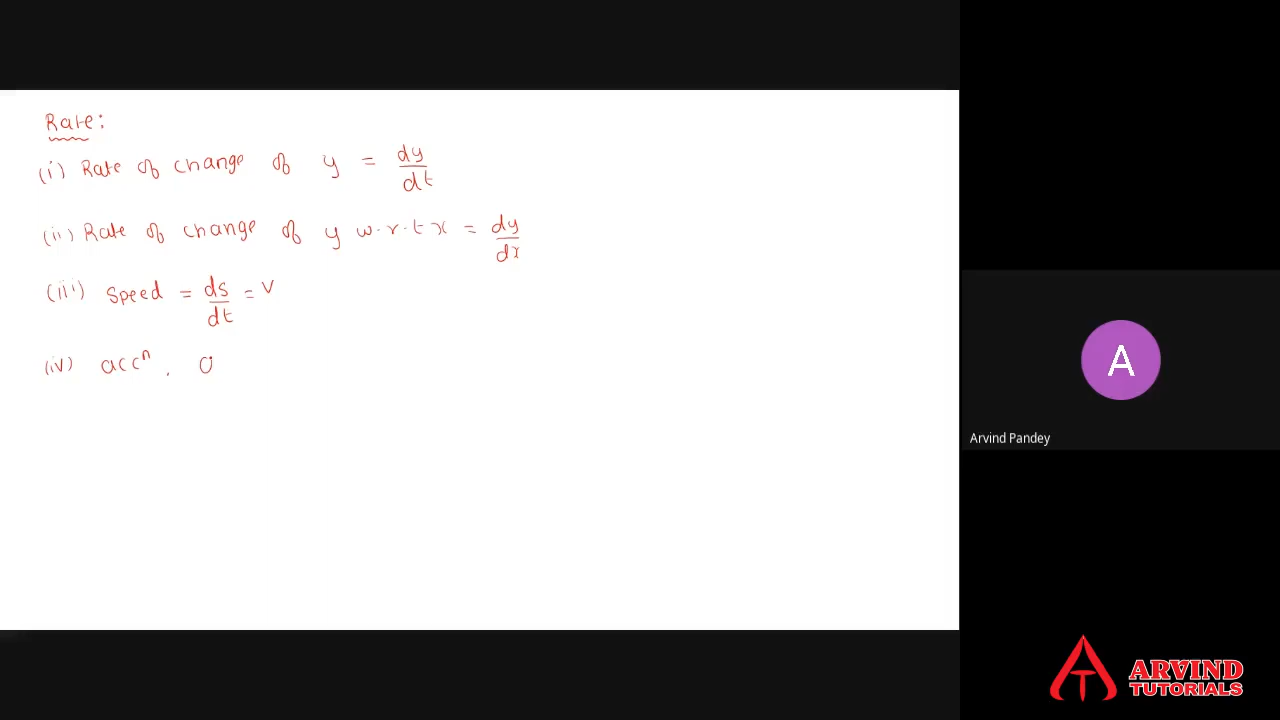 Rate:
(i) Rate of change of y = dy/dt
(ii) Rate of change of y w.r.t x = dy/dx
(iii) Speed = ds/dt = v
(iv) accⁿ,
A
Arvind Pandey
ARVIND
TUTORIALS